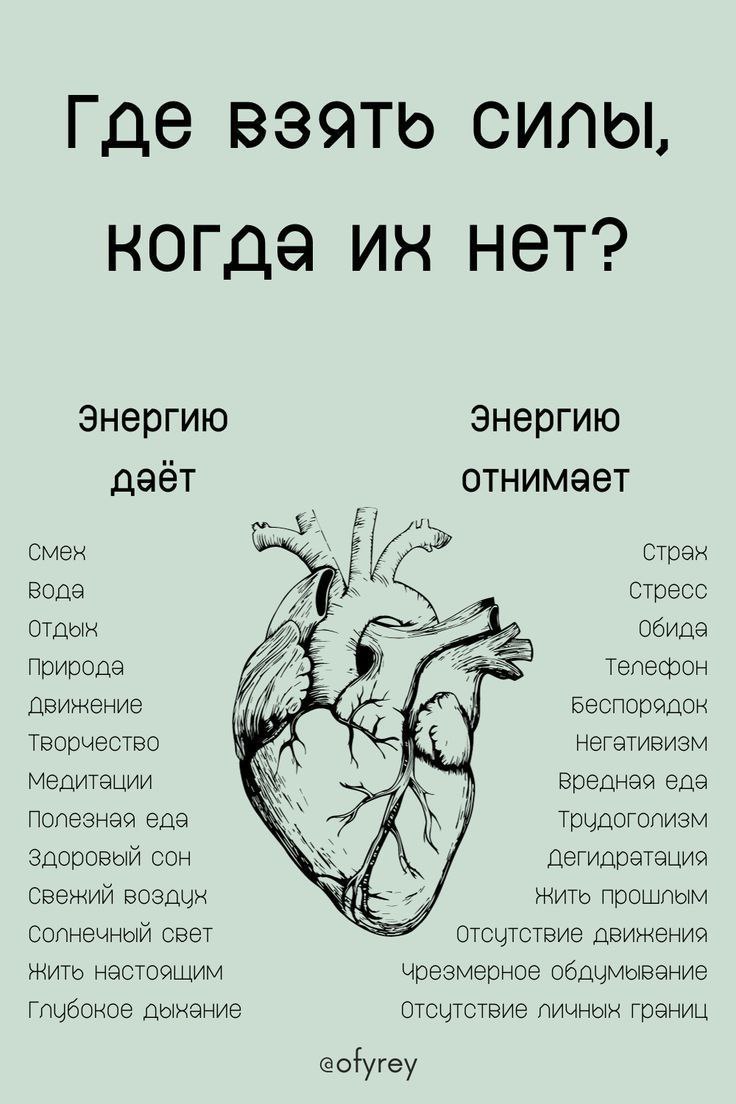 Где взять силы,
когда их нет?
Энергию
даёт
Смех
Вода
Отдых
Природа
Движение
Творчество
Медитации
Полезная еда
Здоровый сон
Свежий воздух
Солнечный свет
Жить настоящим
Глубокое дыхание
Энергию
отнимает
Страх
Стресс
Обида
Телефон
Беспорядок
Негативизм
Вредная еда
Трудоголизм
Дегидратация
Жить прошлым
Отсутствие движения
Чрезмерное обдумывание
Отсутствие личных границ
@ofyrey